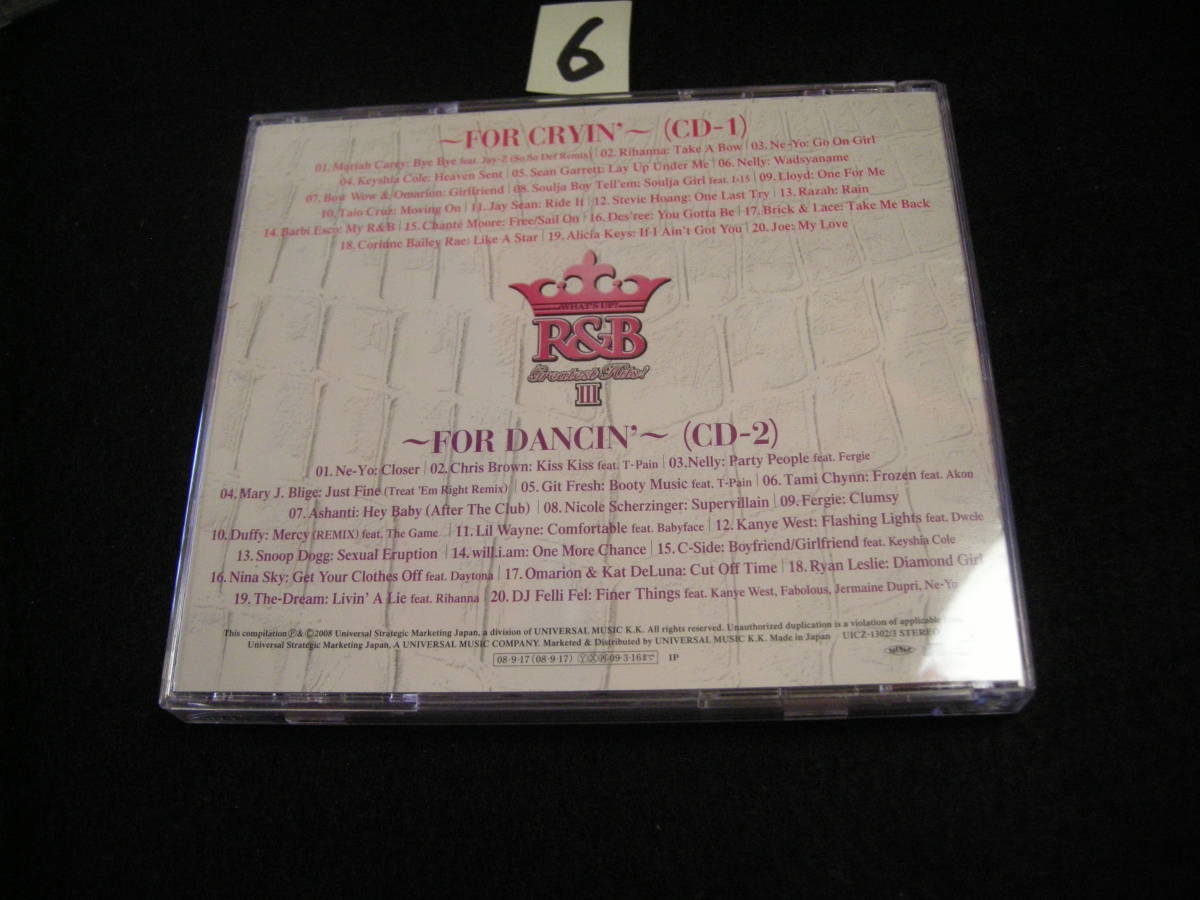 6
~FOR CRYIN'~ (CD-1)
01. Mariah Carey: Bye Bye feat. Jay-Z (So So Def Remix) | 02. Rihanna: Take A Bow | 03. Ne-Yo: Go On Girl
04. Keyshia Cole: Heaven Sent | 05. Sean Garrett: Lay Up Under Me | 06. Nelly: Wadsyaname
07. Bow Wow & Omarion: Girlfriend | 08. Soulja Boy Tell'em: Soulja Girl feat. I-15 | 09. Lloyd: One For Me
10. Taio Cruz: Moving On | 11. Jay Sean: Ride It | 12. Stevie Hoang: One Last Try | 13. Razah: Rain
14. Barbi Esco: My R&B | 15. Chanté Moore: Free/Sail On | 16. Des'ree: You Gotta Be | 17. Brick & Lace: Take Me Back
18. Corinne Bailey Rae: Like A Star | 19. Alicia Keys: If I Ain't Got You | 20. Joe: My Love
WHAT'S UP?
R&B
Greatest Hits!
III
~FOR DANCIN'~ (CD-2)
01. Ne-Yo: Closer | 02. Chris Brown: Kiss Kiss feat. T-Pain | 03.Nelly: Party People feat. Fergie
04. Mary J. Blige: Just Fine (Treat 'Em Right Remix) | 05. Git Fresh: Booty Music feat. T-Pain | 06. Tami Chynn: Frozen feat. Akon
07. Ashanti: Hey Baby (After The Club) | 08. Nicole Scherzinger: Supervillain | 09. Fergie: Clumsy
10. Duffy: Mercy (REMIX) feat. The Game | 11. Lil Wayne: Comfortable feat. Babyface | 12. Kanye West: Flashing Lights feat. Dwele
13. Snoop Dogg: Sexual Eruption | 14. will.i.am: One More Chance | 15. C-Side: Boyfriend/Girlfriend feat. Keyshia Cole
16. Nina Sky: Get Your Clothes Off feat. Daytona | 17. Omarion & Kat DeLuna: Cut Off Time | 18. Ryan Leslie: Diamond Girl
19. The-Dream: Livin' A Lie feat. Rihanna | 20. DJ Felli Fel: Finer Things feat. Kanye West, Fabolous, Jermaine Dupri, Ne-Yo
This compilation Ⓟ&Ⓒ2008 Universal Strategic Marketing Japan, a division of UNIVERSAL MUSIC K.K. All rights reserved. Unauthorized duplication is a violation of applicable
Universal Strategic Marketing Japan, A UNIVERSAL MUSIC COMPANY. Marketed & Distributed by UNIVERSAL MUSIC K.K. Made in Japan UICZ-1302/3 STEREO
08·9·17 (08·9·17) Ⓨ Ⓧ 09·3·16まで IP